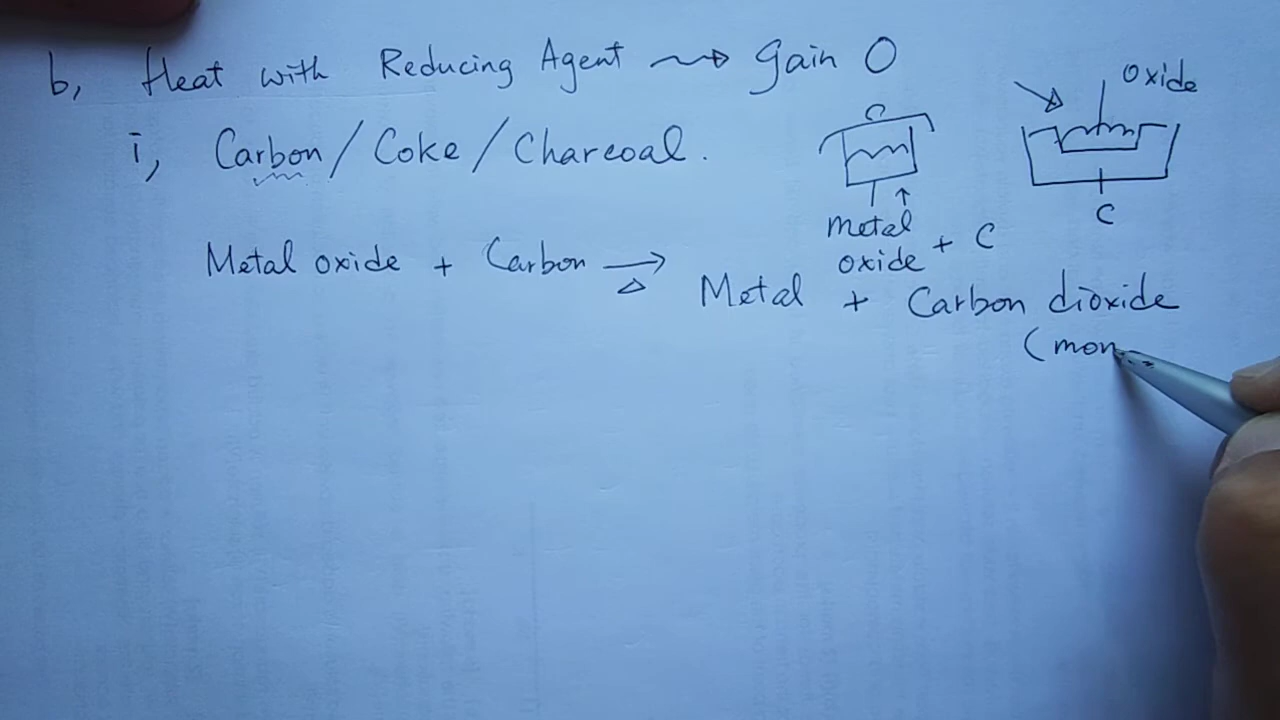 b, Heat with Reducing Agent ⇝ gain O
oxide
i, Carbon / Coke / Charcoal.
C
C
metal
oxide + C
Metal oxide + Carbon → Δ
Metal + Carbon dioxide
(mon